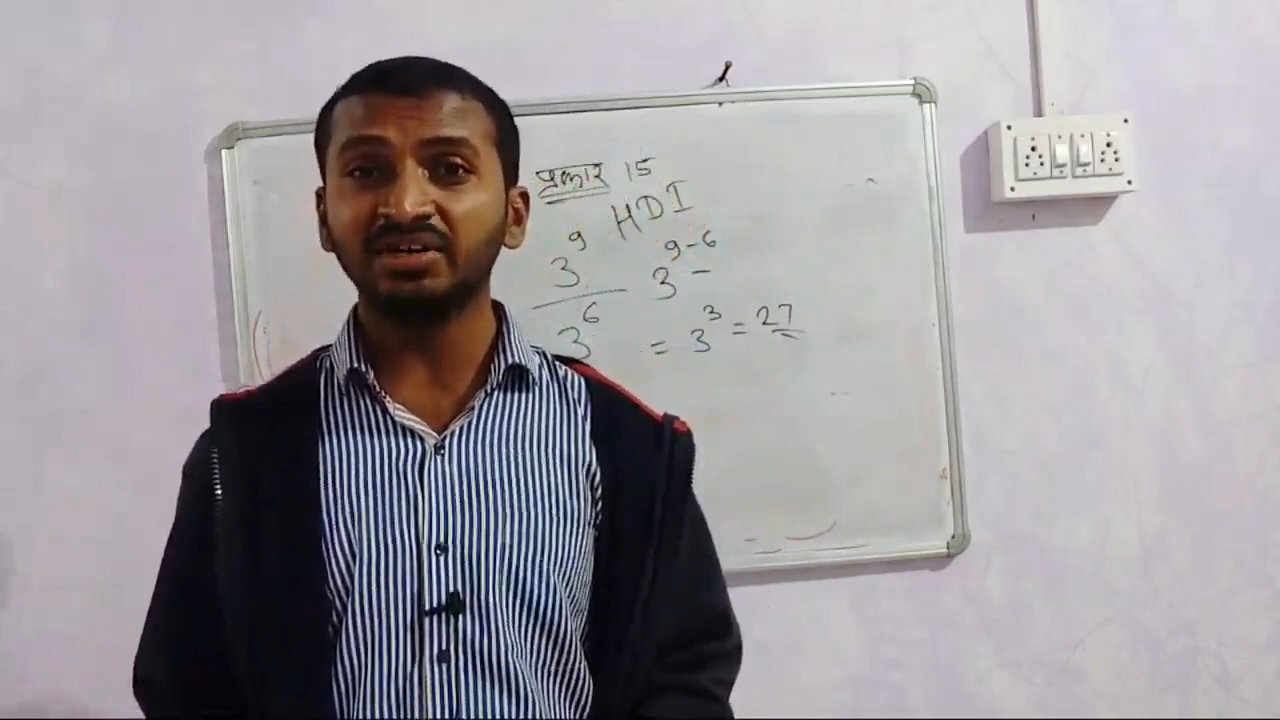 प्रकार 15
HDI
3^9 / 3^6
3^{9-6}
= 3^3 = 27